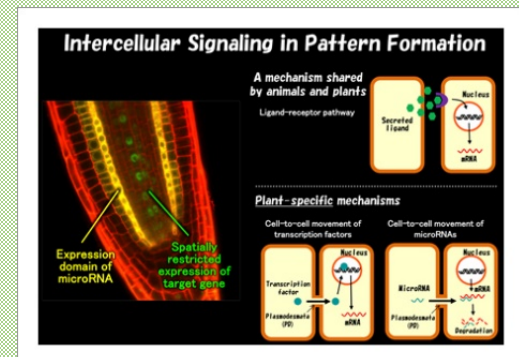 Intercellular Signaling in Pattern Formation
A mechanism shared
by animals and plants
Ligand-receptor pathway
Secreted
ligand
Nucleus
mRNA
Expression
domain of
microRNA
Spatially
restricted
expression of
target gene
Plant-specific mechanisms
Cell-to-cell movement of
transcription factors
Nucleus
Transcription
factor
Plasmodesmata
(PD)
mRNA
Cell-to-cell movement of
microRNAs
Nucleus
MicroRNA
mRNA
Plasmodesmata
(PD)
Degradation